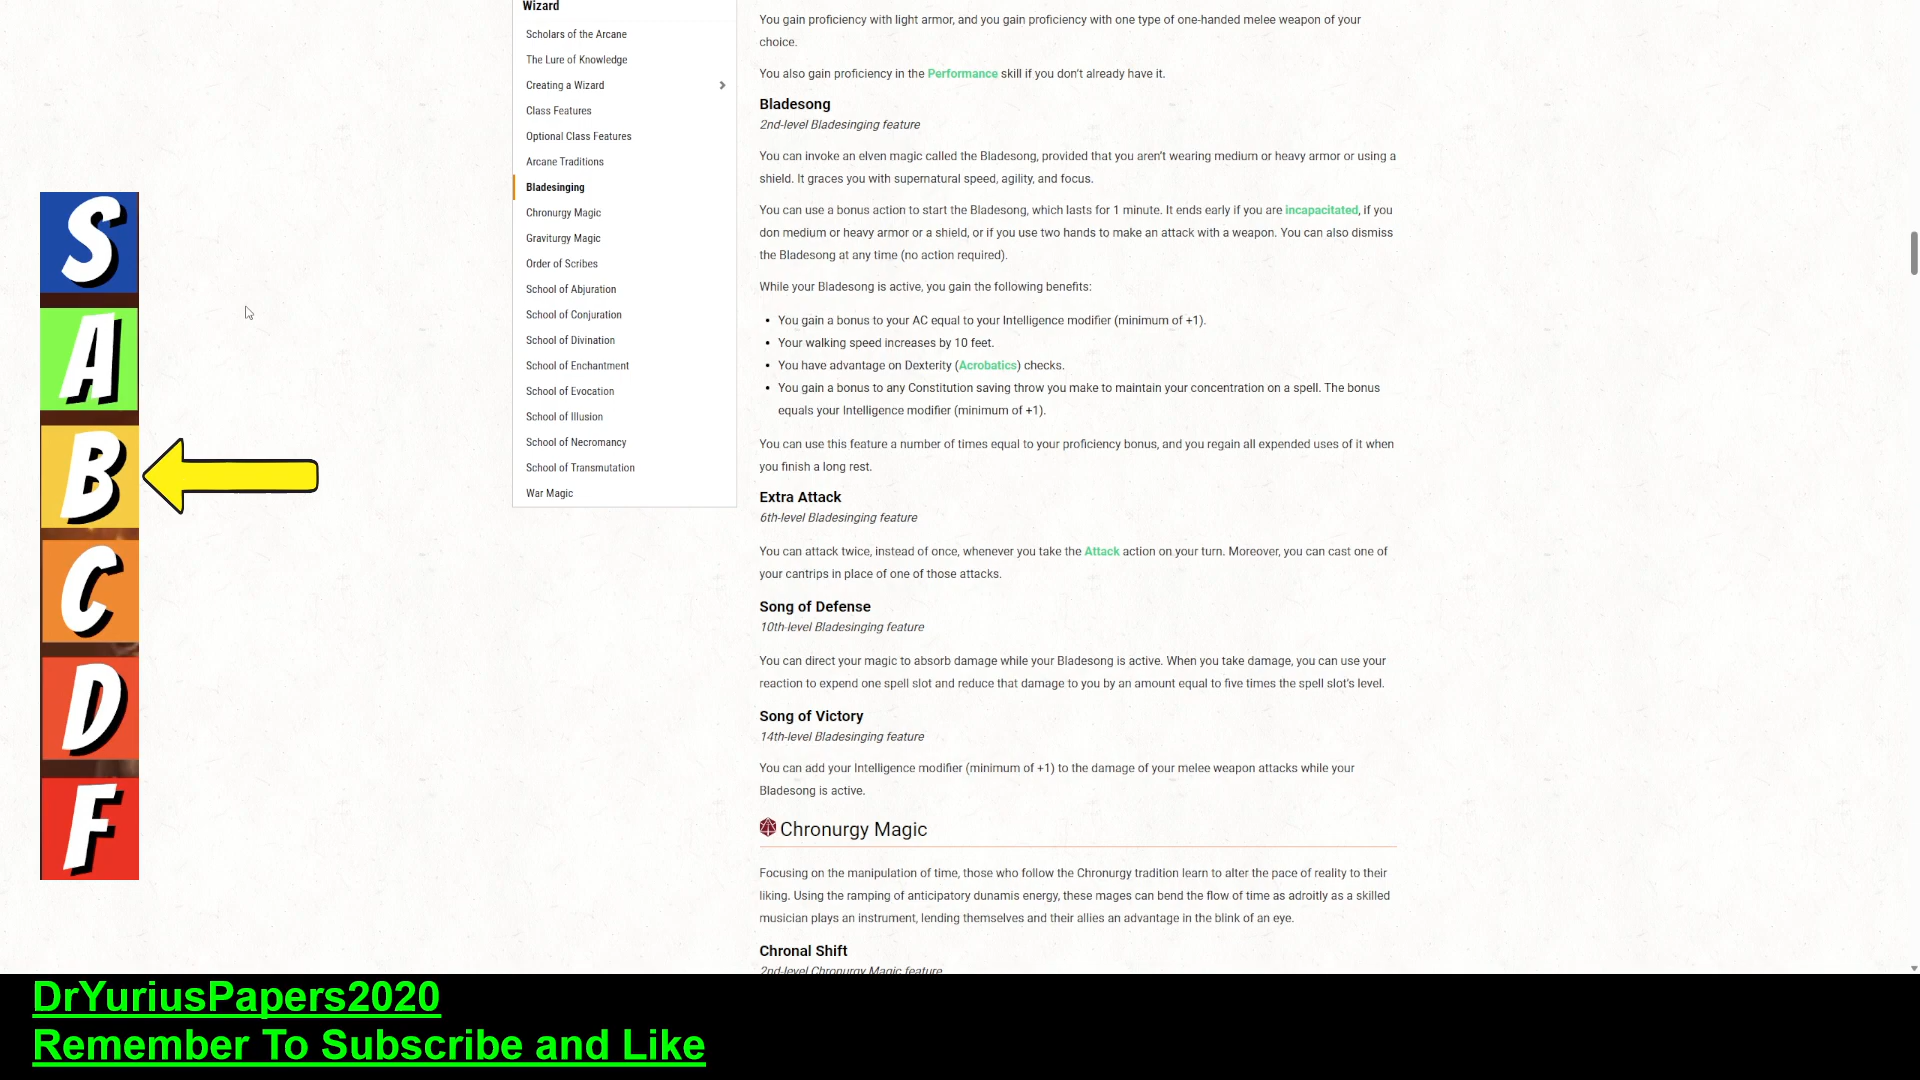 Wizard
Scholars of the Arcane
The Lure of Knowledge
Creating a Wizard
Class Features
Optional Class Features
Arcane Traditions
Bladesinging
Chronurgy Magic
Graviturgy Magic
Order of Scribes
School of Abjuration
School of Conjuration
School of Divination
School of Enchantment
School of Evocation
School of Illusion
School of Necromancy
School of Transmutation
War Magic
S
A
B
C
D
F
You gain proficiency with light armor, and you gain proficiency with one type of one-handed melee weapon of your
choice.
You also gain proficiency in the Performance skill if you don’t already have it.
Bladesong
2nd-level Bladesinging feature
You can invoke an elven magic called the Bladesong, provided that you aren’t wearing medium or heavy armor or using a
shield. It graces you with supernatural speed, agility, and focus.
You can use a bonus action to start the Bladesong, which lasts for 1 minute. It ends early if you are incapacitated, if you
don medium or heavy armor or a shield, or if you use two hands to make an attack with a weapon. You can also dismiss
the Bladesong at any time (no action required).
While your Bladesong is active, you gain the following benefits:
• You gain a bonus to your AC equal to your Intelligence modifier (minimum of +1).
• Your walking speed increases by 10 feet.
• You have advantage on Dexterity (Acrobatics) checks.
• You gain a bonus to any Constitution saving throw you make to maintain your concentration on a spell. The bonus
equals your Intelligence modifier (minimum of +1).
You can use this feature a number of times equal to your proficiency bonus, and you regain all expended uses of it when
you finish a long rest.
Extra Attack
6th-level Bladesinging feature
You can attack twice, instead of once, whenever you take the Attack action on your turn. Moreover, you can cast one of
your cantrips in place of one of those attacks.
Song of Defense
10th-level Bladesinging feature
You can direct your magic to absorb damage while your Bladesong is active. When you take damage, you can use your
reaction to expend one spell slot and reduce that damage to you by an amount equal to five times the spell slot’s level.
Song of Victory
14th-level Bladesinging feature
You can add your Intelligence modifier (minimum of +1) to the damage of your melee weapon attacks while your
Bladesong is active.
Chronurgy Magic
Focusing on the manipulation of time, those who follow the Chronurgy tradition learn to alter the pace of reality to their
liking. Using the ramping of anticipatory dunamis energy, these mages can bend the flow of time as adroitly as a skilled
musician plays an instrument, lending themselves and their allies an advantage in the blink of an eye.
Chronal Shift
2nd-level Chronurgy Magic feature
DrYuriusPapers2020
Remember To Subscribe and Like